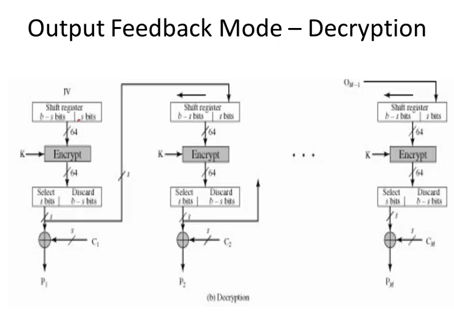 Output Feedback Mode – Decryption
IV
Shift register
b – s bits | s bits
64
K
Encrypt
64
Select Discard
s bits b – s bits
s
s
C1
P1
s
Shift register
b – s bits | s bits
64
K
Encrypt
64
Select Discard
s bits b – s bits
s
s
C2
P2
. . .
OM–1
Shift register
b – s bits | s bits
64
K
Encrypt
64
Select Discard
s bits b – s bits
s
s
CM
PM
(b) Decryption